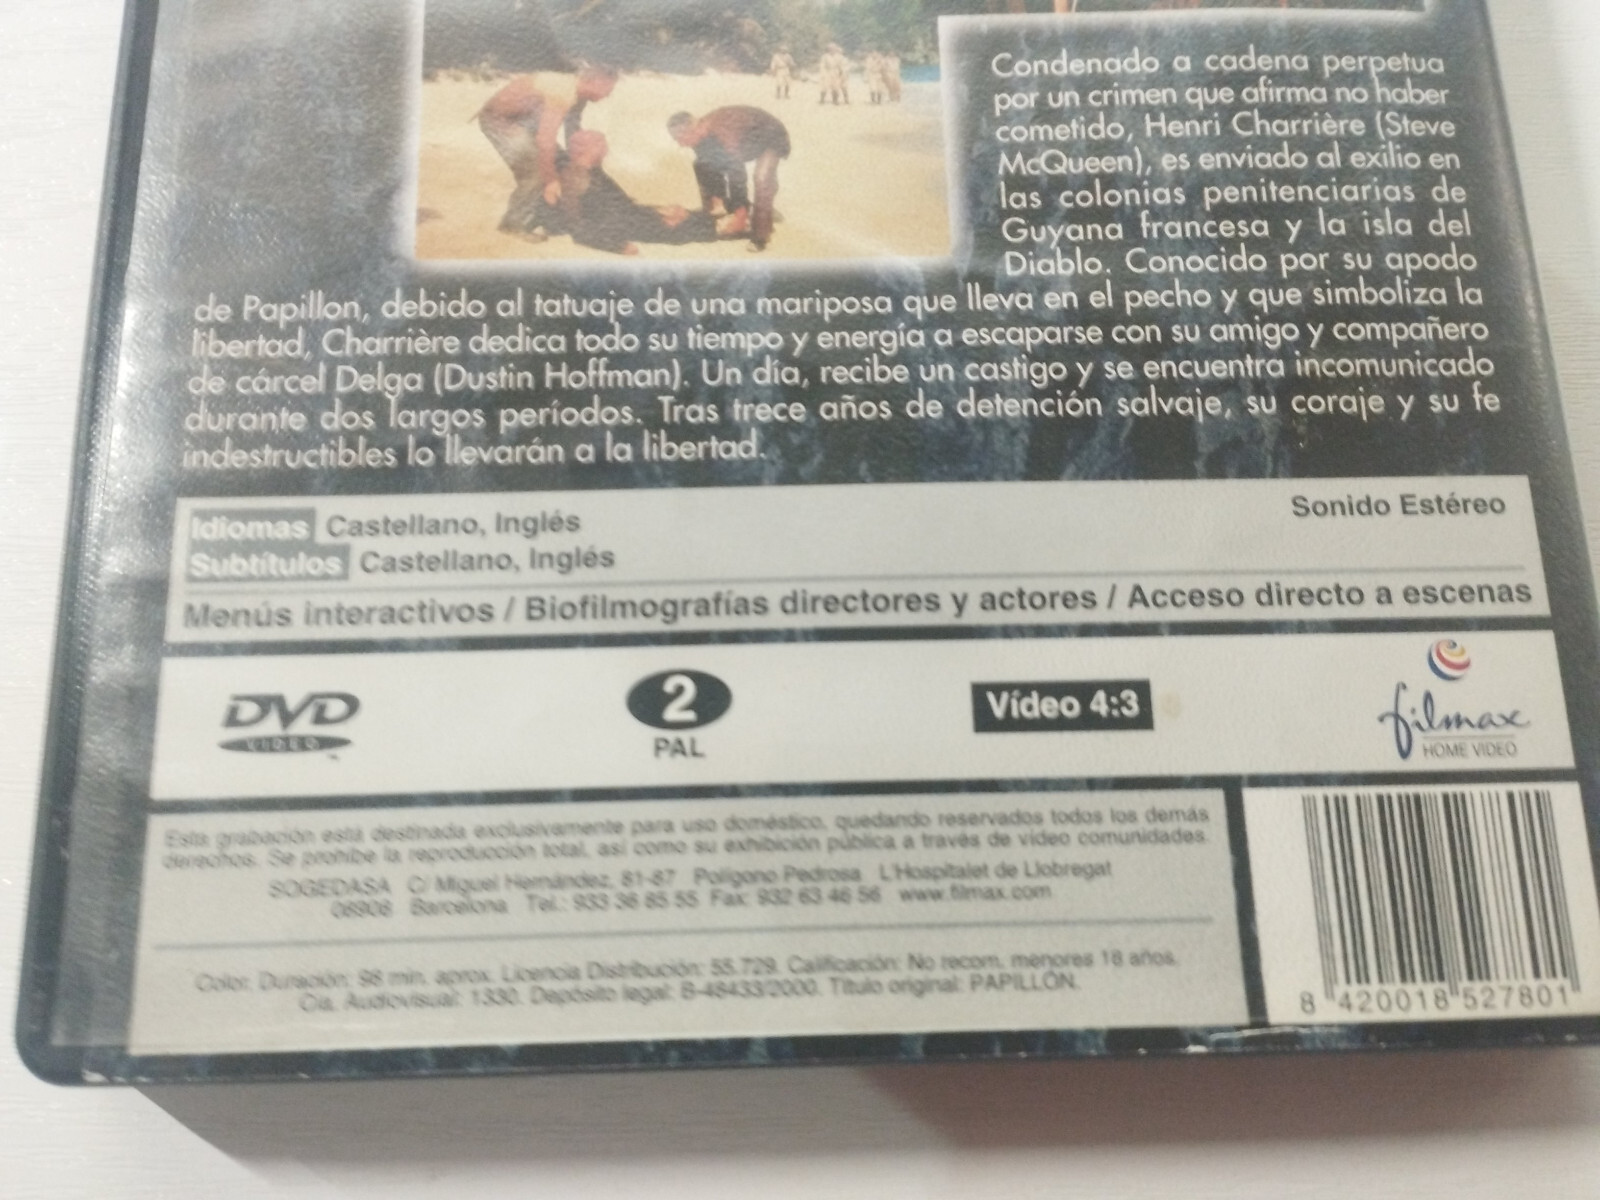 Condenado a cadena perpetua
por un crimen que afirma no haber
cometido, Henri Charrière (Steve
McQueen), es enviado al exilio en
las colonias penitenciarias de
Guyana francesa y la isla del
Diablo. Conocido por su apodo
de Papillon, debido al tatuaje de una mariposa que lleva en el pecho y que simboliza la
libertad, Charrière dedica todo su tiempo y energía a escaparse con su amigo y compañero
de cárcel Delga (Dustin Hoffman). Un día, recibe un castigo y se encuentra incomunicado
durante dos largos períodos. Tras trece años de detención salvaje, su coraje y su fe
indestructibles lo llevarán a la libertad.
Idiomas Castellano, Inglés
Sonido Estéreo
Subtítulos Castellano, Inglés
Menús interactivos / Biofilmografías directores y actores / Acceso directo a escenas
DVD
VIDEO
2
PAL
Vídeo 4:3
filmax
HOME VIDEO
Esta grabación está destinada exclusivamente para uso doméstico, quedando reservados todos los demás
derechos. Se prohíbe la reproducción total, así como su exhibición pública a través de vídeo comunidades.
SOGEDASA C/ Miguel Hernández, 81-87 Polígono Pedrosa L'Hospitalet de Llobregat
08908 Barcelona Tel.: 933 36 85 55 Fax: 932 63 46 56 www.filmax.com
Color. Duración: 98 min. aprox. Licencia Distribución: 55.729. Calificación: No recom. menores 18 años.
Cía. Audiovisual: 1330. Depósito legal: B-48433/2000. Título original: PAPILLÓN.
8 420018 527801